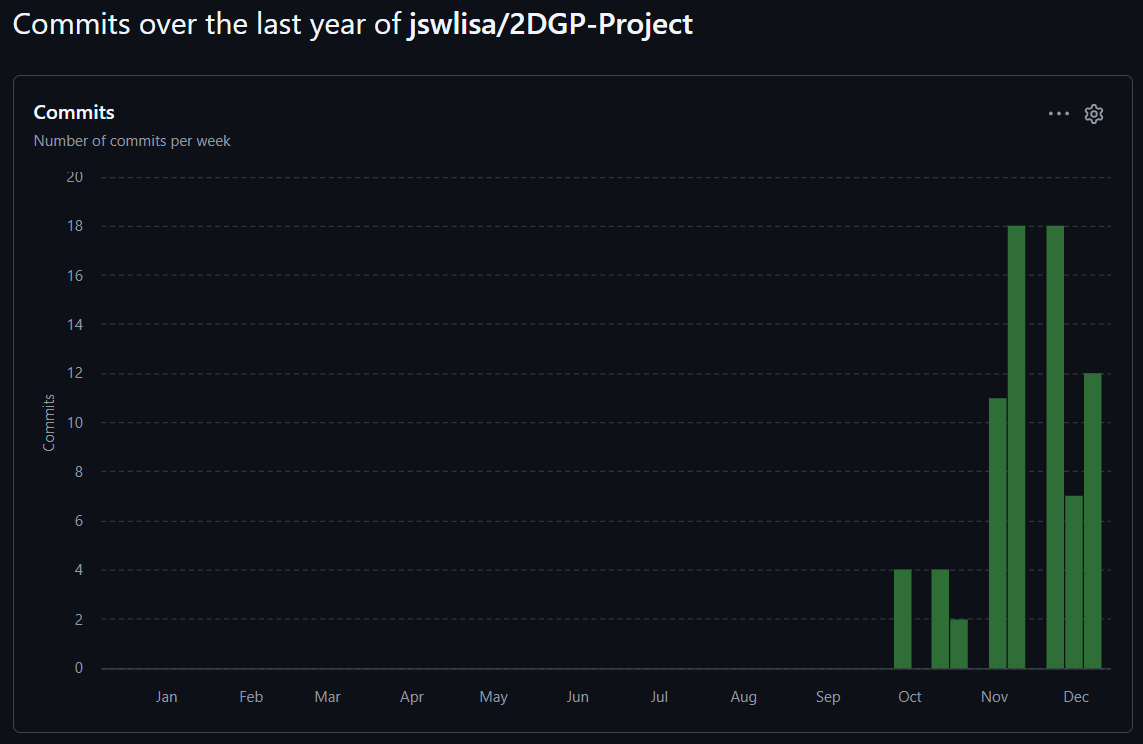 Commits over the last year of jswlisa/2DGP-Project
Commits
Number of commits per week
20
18
16
14
12
10
8
6
4
2
0
Commits
Jan Feb Mar Apr May Jun Jul Aug Sep Oct Nov Dec